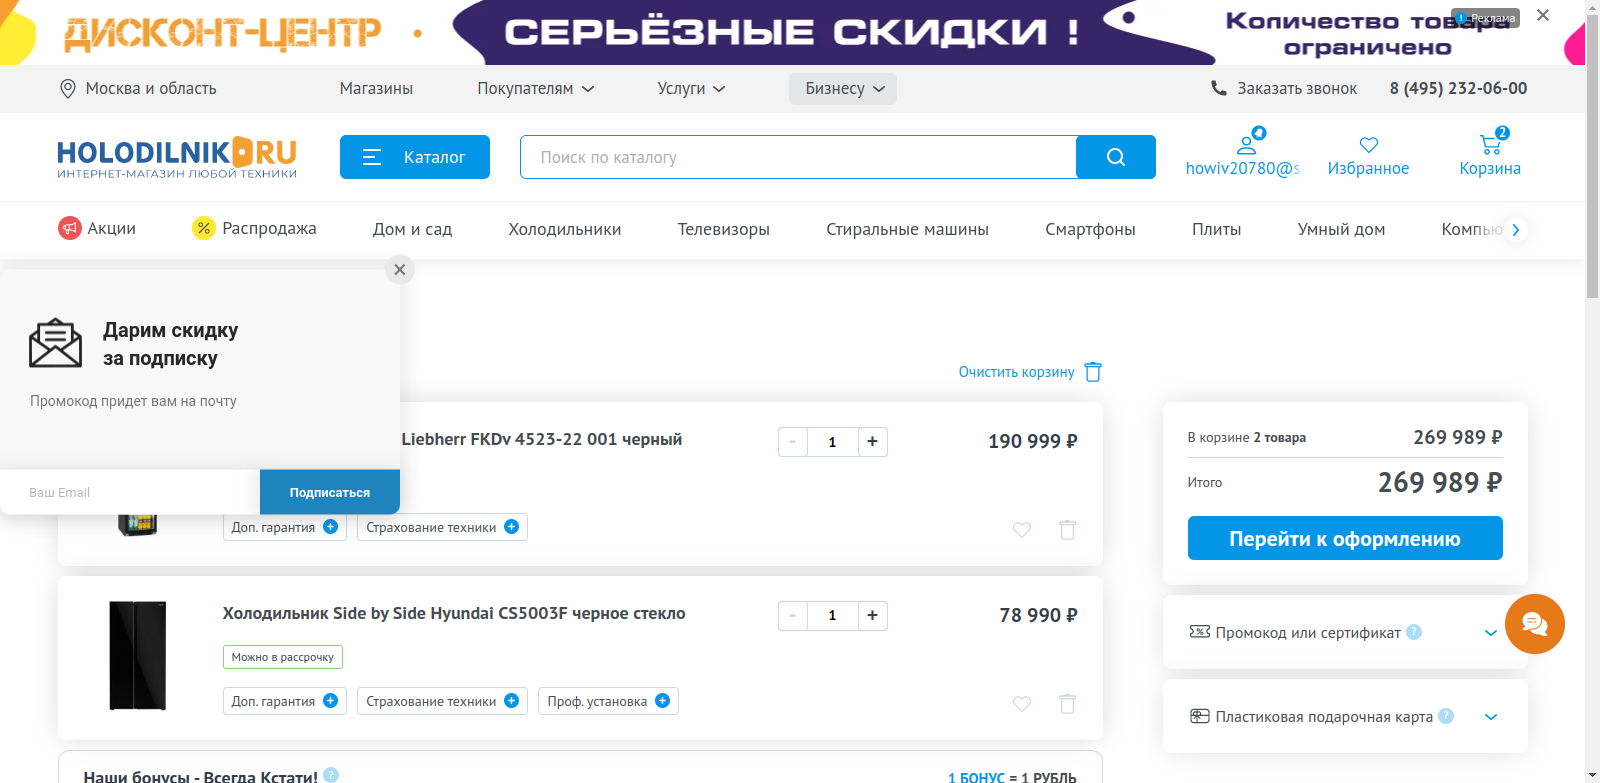 ДИСКОНТ-ЦЕНТР
СЕРЬЁЗНЫЕ СКИДКИ !
Количество товара
ограничено
Реклама
Москва и область
Магазины
Покупателям
Услуги
Бизнесу
Заказать звонок
8 (495) 232-06-00
HOLODILNIK RU
ИНТЕРНЕТ-МАГАЗИН ЛЮБОЙ ТЕХНИКИ
Каталог
Поиск по каталогу
howiv20780@s
Избранное
2
Корзина
Акции
Распродажа
Дом и сад
Холодильники
Телевизоры
Стиральные машины
Смартфоны
Плиты
Умный дом
Компью
Дарим скидку
за подписку
Промокод придет вам на почту
Ваш Email
Подписаться
Очистить корзину
Liebherr FKDv 4523-22 001 черный
- 1 +
190 999 ₽
Доп. гарантия
Страхование техники
Холодильник Side by Side Hyundai CS5003F черное стекло
- 1 +
78 990 ₽
Можно в рассрочку
Доп. гарантия
Страхование техники
Проф. установка
Наши бонусы - Всегда Кстати! ?
1 БОНУС = 1 РУБЛЬ
В корзине 2 товара
269 989 ₽
Итого
269 989 ₽
Перейти к оформлению
Промокод или сертификат ?
Пластиковая подарочная карта ?